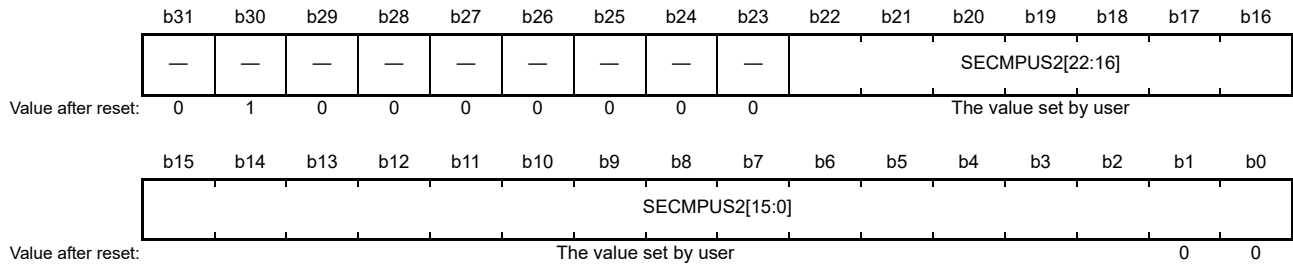 b31 b30 b29 b28 b27 b26 b25 b24 b23 b22 b21 b20 b19 b18 b17 b16
— — — — — — — — — SECMPUS2[22:16]
Value after reset: 0 1 0 0 0 0 0 0 0 The value set by user
b15 b14 b13 b12 b11 b10 b9 b8 b7 b6 b5 b4 b3 b2 b1 b0
SECMPUS2[15:0]
Value after reset: The value set by user 0 0